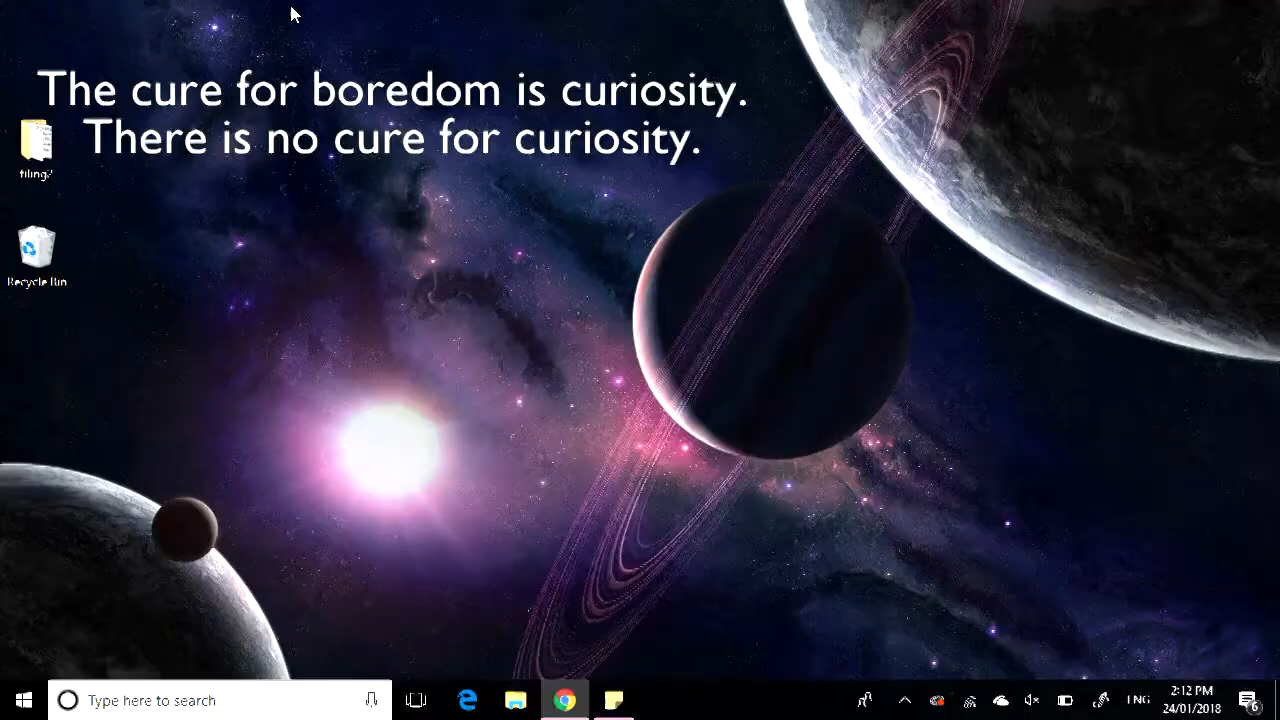 The cure for boredom is curiosity.
There is no cure for curiosity.
filing?
Recycle Bin
Type here to search
ENG
2:12 PM
24/01/2018